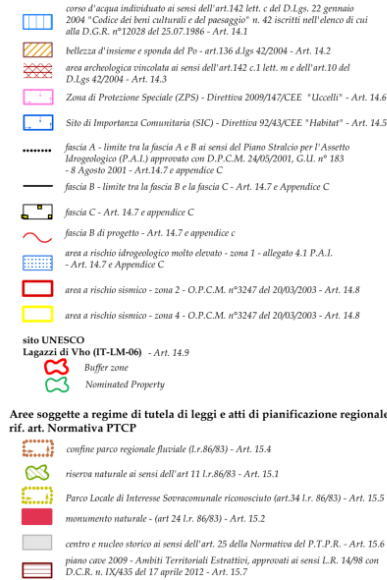 corso d'acqua individuato ai sensi dell'art.142 lett. c del D.Lgs. 22 gennaio
2004 "Codice dei beni culturali e del paesaggio" n. 42 iscritti nell'elenco di cui
alla D.G.R. n°12028 del 25.07.1986 - Art. 14.1
bellezza d'insieme e sponda del Po - art.136 d.lgs 42/2004 - Art. 14.2
area archeologica vincolata ai sensi dell'art.142 c.1 lett. m e dell'art.10 del
D.Lgs 42/2004 - Art. 14.3
Zona di Protezione Speciale (ZPS) - Direttiva 2009/147/CEE "Uccelli" - Art. 14.6
Sito di Importanza Comunitaria (SIC) - Direttiva 92/43/CEE "Habitat" - Art. 14.5
fascia A - limite tra la fascia A e B ai sensi del Piano Stralcio per l'Assetto
Idrogeologico (P.A.I.) approvato con D.P.C.M. 24/05/2001, G.U. n° 183
- 8 Agosto 2001 - Art.14.7 e appendice C
fascia B - limite tra la fascia B e la fascia C - Art. 14.7 e Appendice C
fascia C - Art. 14.7 e appendice C
fascia B di progetto - Art. 14.7 e appendice c
area a rischio idrogeologico molto elevato - zona 1 - allegato 4.1 P.A.I.
- Art. 14.7 e Appendice C
area a rischio sismico - zona 2 - O.P.C.M. n°3247 del 20/03/2003 - Art. 14.8
area a rischio sismico - zona 4 - O.P.C.M. n°3247 del 20/03/2003 - Art. 14.8
sito UNESCO
Lagazzi di Vho (IT-LM-06) - Art. 14.9
Buffer zone
Nominated Property
Aree soggette a regime di tutela di leggi e atti di pianificazione regionale
rif. art. Normativa PTCP
confine parco regionale fluviale (l.r.86/83) - Art. 15.4
riserva naturale ai sensi dell'art 11 l.r.86/83 - Art. 15.1
Parco Locale di Interesse Sovracomunale riconosciuto (art.34 l.r. 86/83) - Art. 15.5
monumento naturale - (art 24 l.r. 86/83) - Art. 15.2
centro e nucleo storico ai sensi dell'art. 25 della Normativa del P.T.P.R. - Art. 15.6
piano cave 2009 - Ambiti Territoriali Estrattivi, approvati ai sensi L.R. 14/98 con
D.C.R. n. IX/435 del 17 aprile 2012 - Art. 15.7